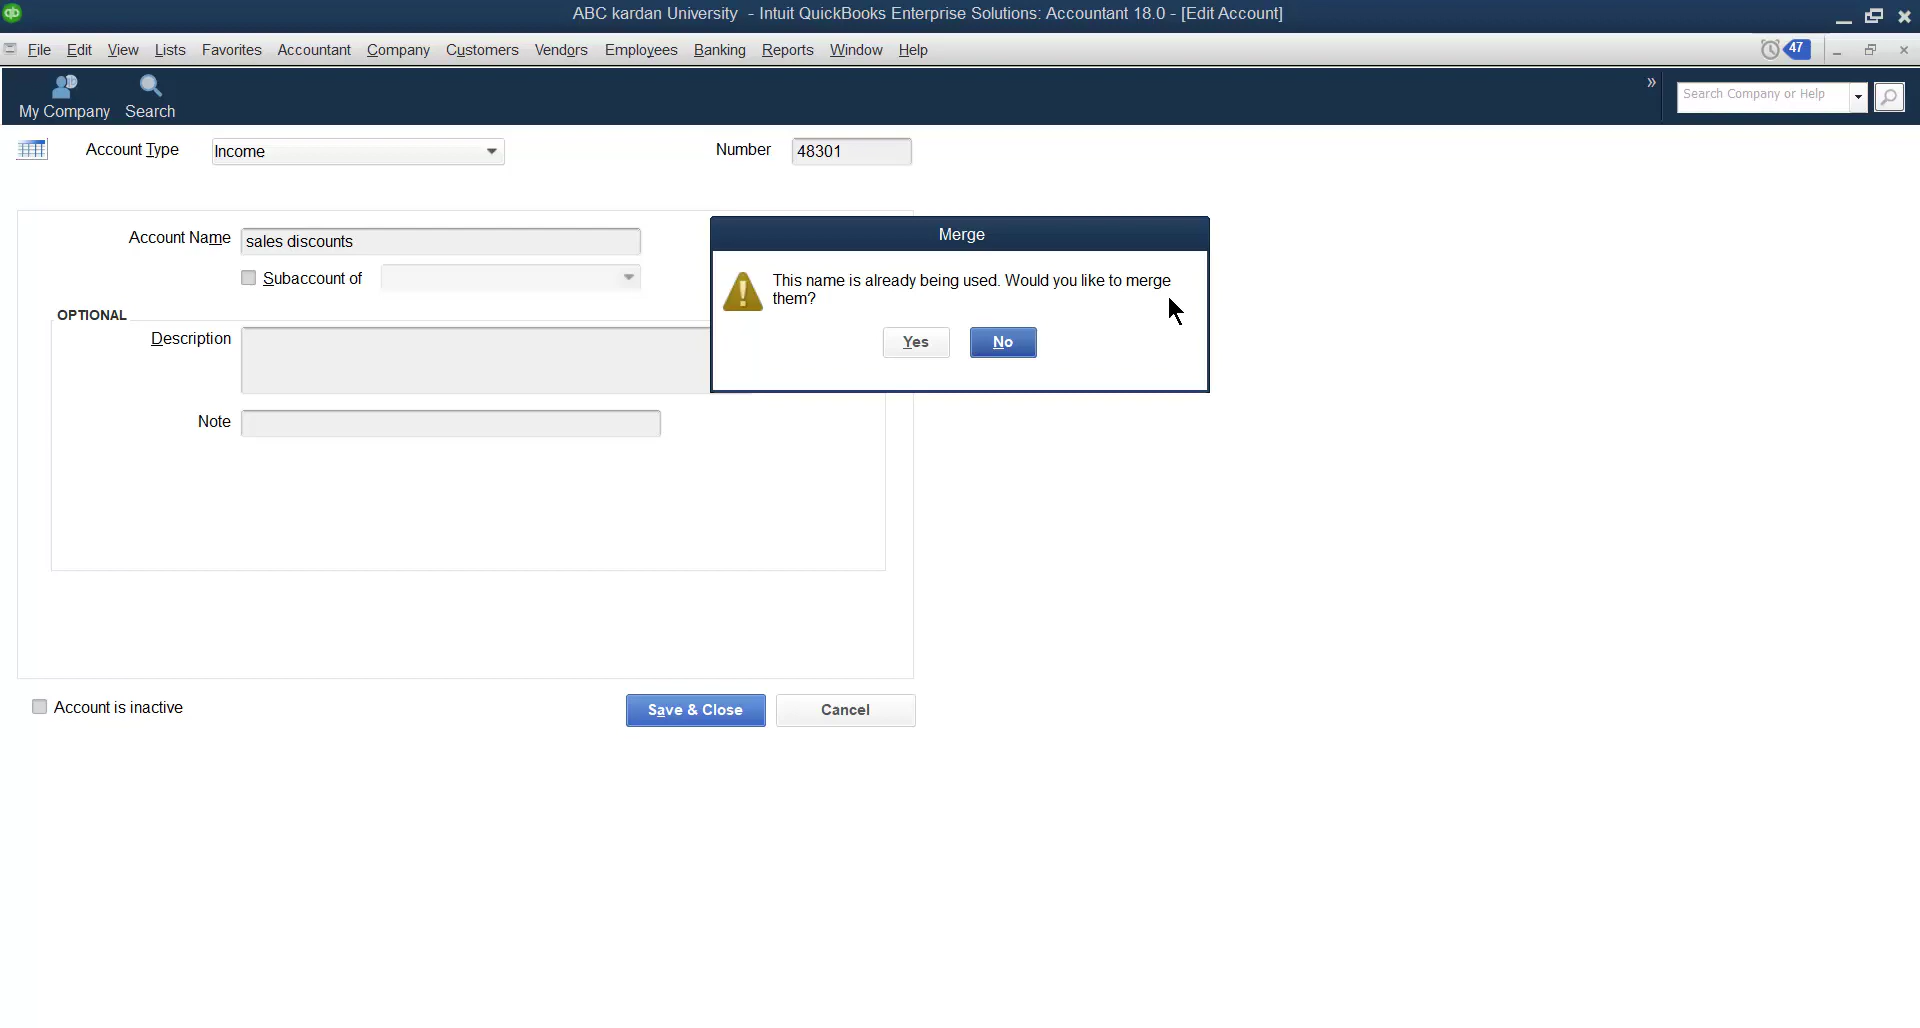 ABC kardan University - Intuit QuickBooks Enterprise Solutions: Accountant 18.0 - [Edit Account]
File Edit View Lists Favorites Accountant Company Customers Vendors Employees Banking Reports Window Help
47
My Company Search
Search Company or Help
Account Type Income Number 48301
Account Name sales discounts
Subaccount of
OPTIONAL
Description
Note
Merge
This name is already being used. Would you like to merge
them?
Yes No
Account is inactive
Save & Close Cancel